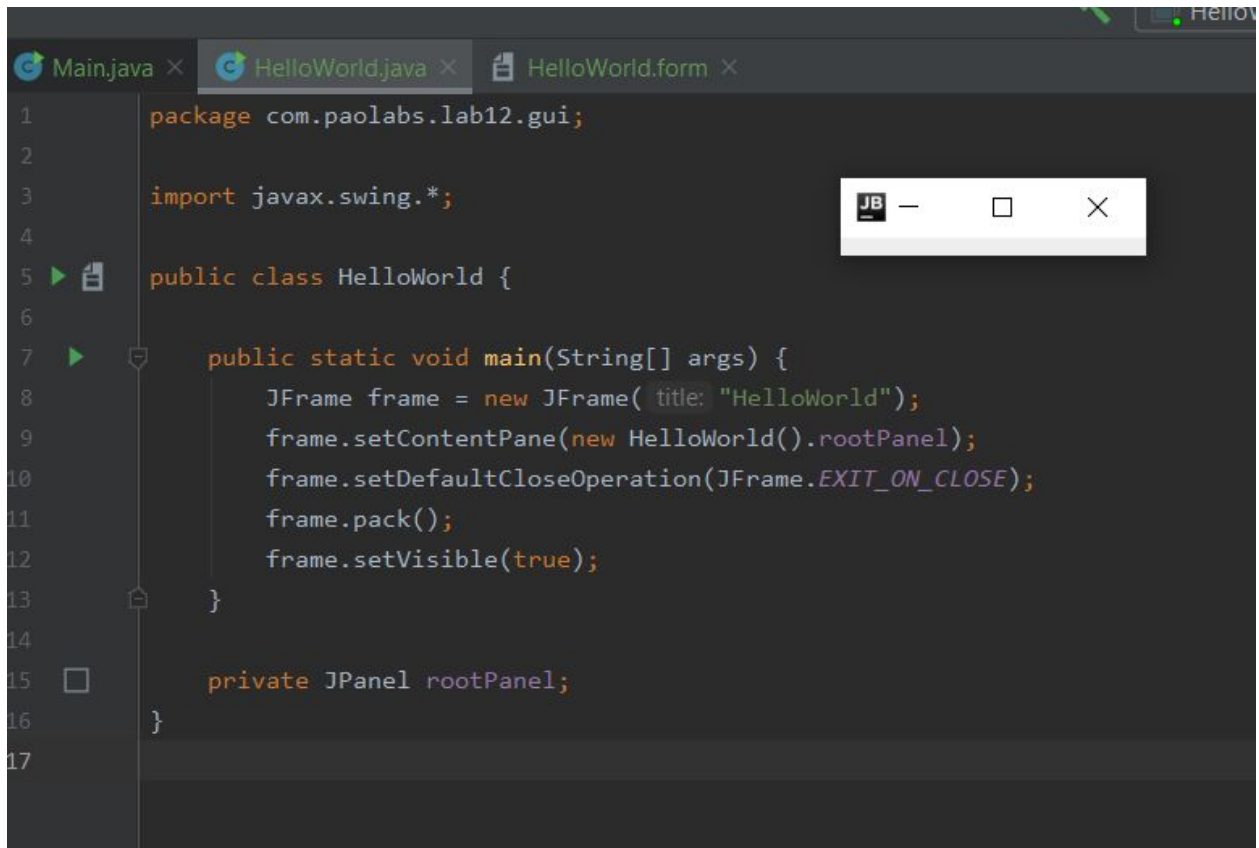 Hellov
Main.java
HelloWorld.java
HelloWorld.form
1 package com.paolabs.lab12.gui;
2
3 import javax.swing.*;
4
5 public class HelloWorld {
6
7 public static void main(String[] args) {
8 JFrame frame = new JFrame( title: "HelloWorld");
9 frame.setContentPane(new HelloWorld().rootPanel);
10 frame.setDefaultCloseOperation(JFrame.EXIT_ON_CLOSE);
11 frame.pack();
12 frame.setVisible(true);
13 }
14
15 private JPanel rootPanel;
16 }
17
JB